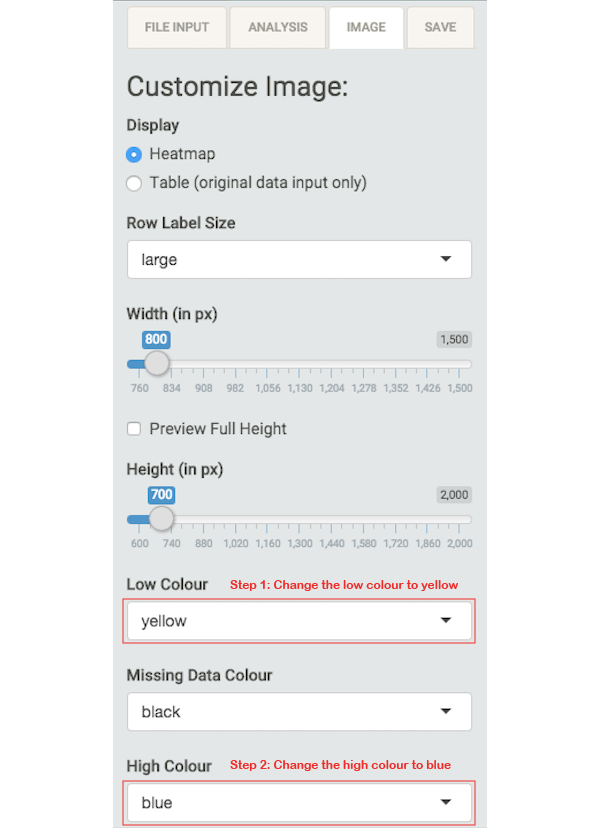 FILE INPUT ANALYSIS IMAGE SAVE
Customize Image:
Display
Heatmap
Table (original data input only)
Row Label Size
large
Width (in px)
800 1,500
760 834 908 982 1,056 1,130 1,204 1,278 1,352 1,426 1,500
Preview Full Height
Height (in px)
700 2,000
600 740 880 1,020 1,160 1,300 1,440 1,580 1,720 1,860 2,000
Low Colour Step 1: Change the low colour to yellow
yellow
Missing Data Colour
black
High Colour Step 2: Change the high colour to blue
blue